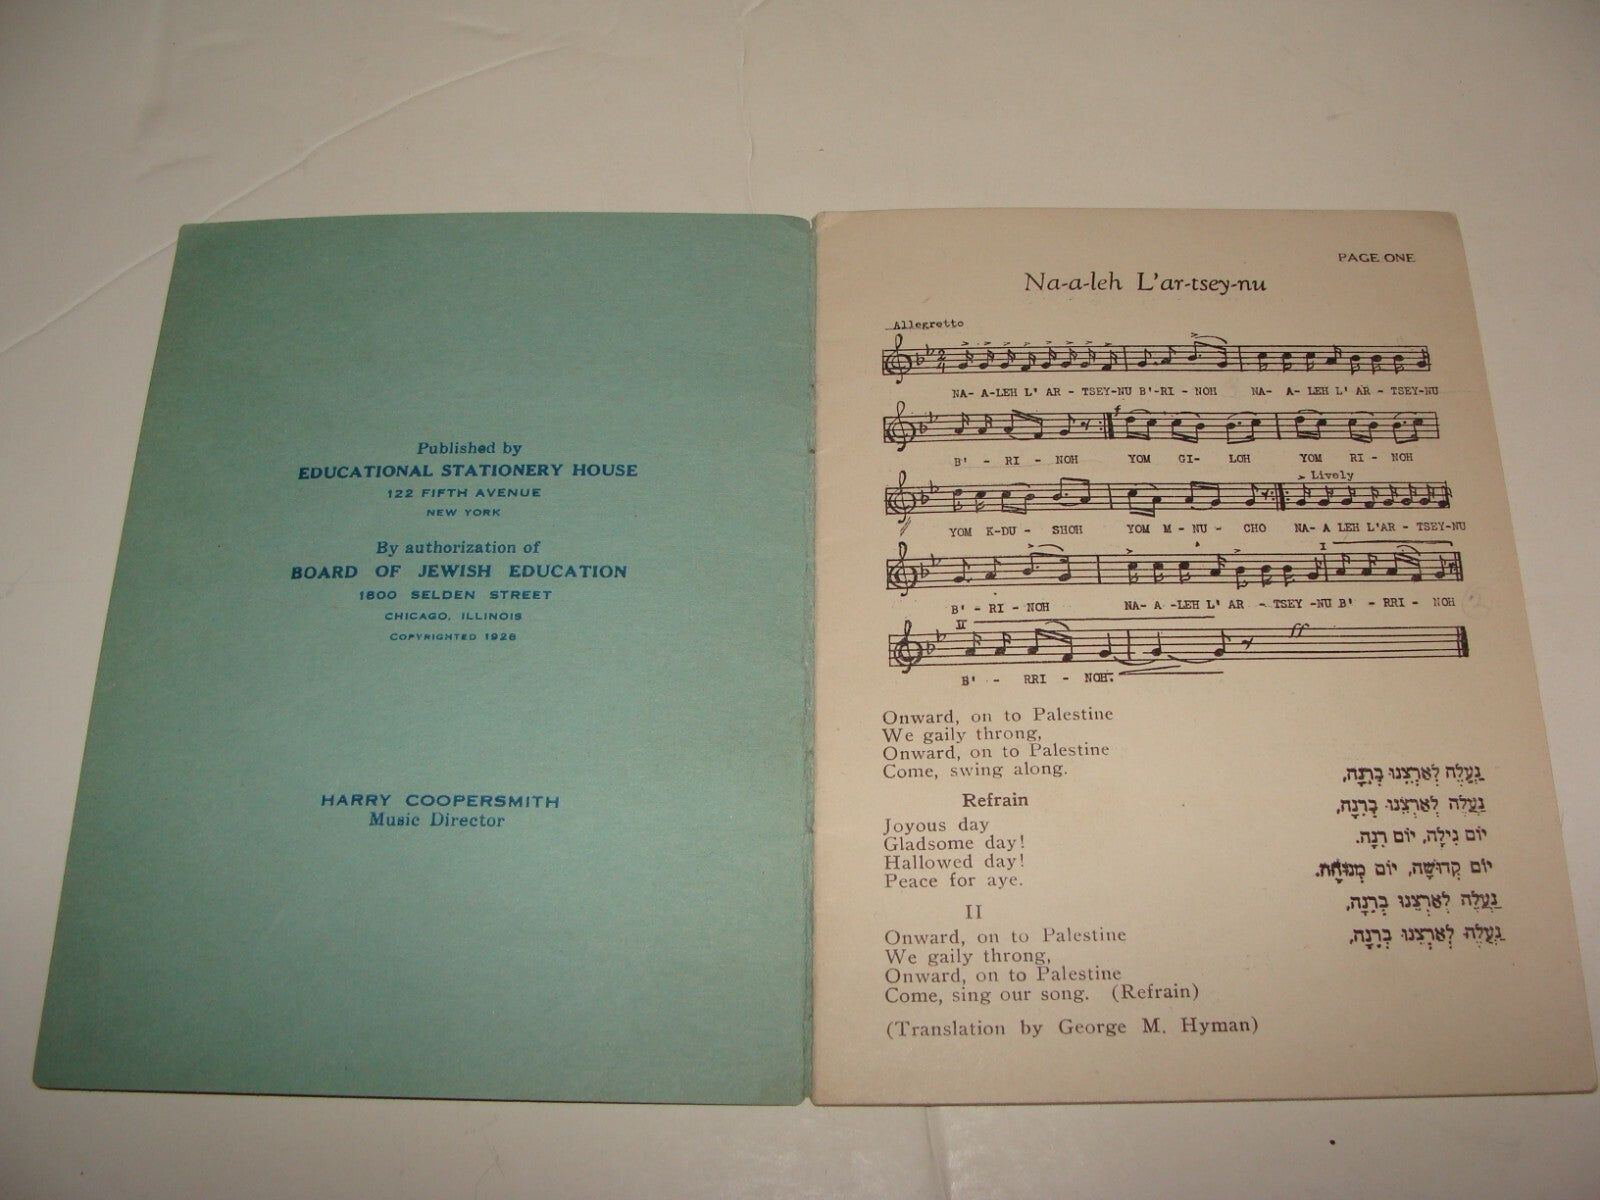 Published by
EDUCATIONAL STATIONERY HOUSE
122 FIFTH AVENUE
NEW YORK
By authorization of
BOARD OF JEWISH EDUCATION
1800 SELDEN STREET
CHICAGO, ILLINOIS
COPYRIGHTED 1928
HARRY COOPERSMITH
Music Director
PAGE ONE
Na-a-leh L'ar-tsey-nu
Allegretto
NA- A-LEH L' AR - TSEY-NU B'-RI - NOH NA- A- LEH L' AR - TSEY-NU
f
B' - RI - NOH YOM GI- LOH YOM RI - NOH
Lively
YOM K-DU - SHOH YOM M - NU - CHO NA- A LEH L'AR - TSEY-NU
I
B' - RI - NOH NA- A -LEH L' AR - TSEY -NU B' - RRI - NOH
II
ff
B' - RRI - NOH.
Onward, on to Palestine
We gaily throng,
Onward, on to Palestine
Come, swing along.
Refrain
Joyous day
Gladsome day!
Hallowed day!
Peace for aye.
II
Onward, on to Palestine
We gaily throng,
Onward, on to Palestine
Come, sing our song. (Refrain)
(Translation by George M. Hyman)
נַעֲלֶה לְאַרְצֵנוּ בְּרִנָּה,
נַעֲלֶה לְאַרְצֵנוּ בְּרִנָּה,
יוֹם גִּילָה, יוֹם רִנָּה.
יוֹם קְדוּשָׁה, יוֹם
נַעֲלֶה לְאַרְצֵנוּ בְּרִנָּה,
נַעֲלֶה לְאַרְצֵנוּ בְּרִנָּה,